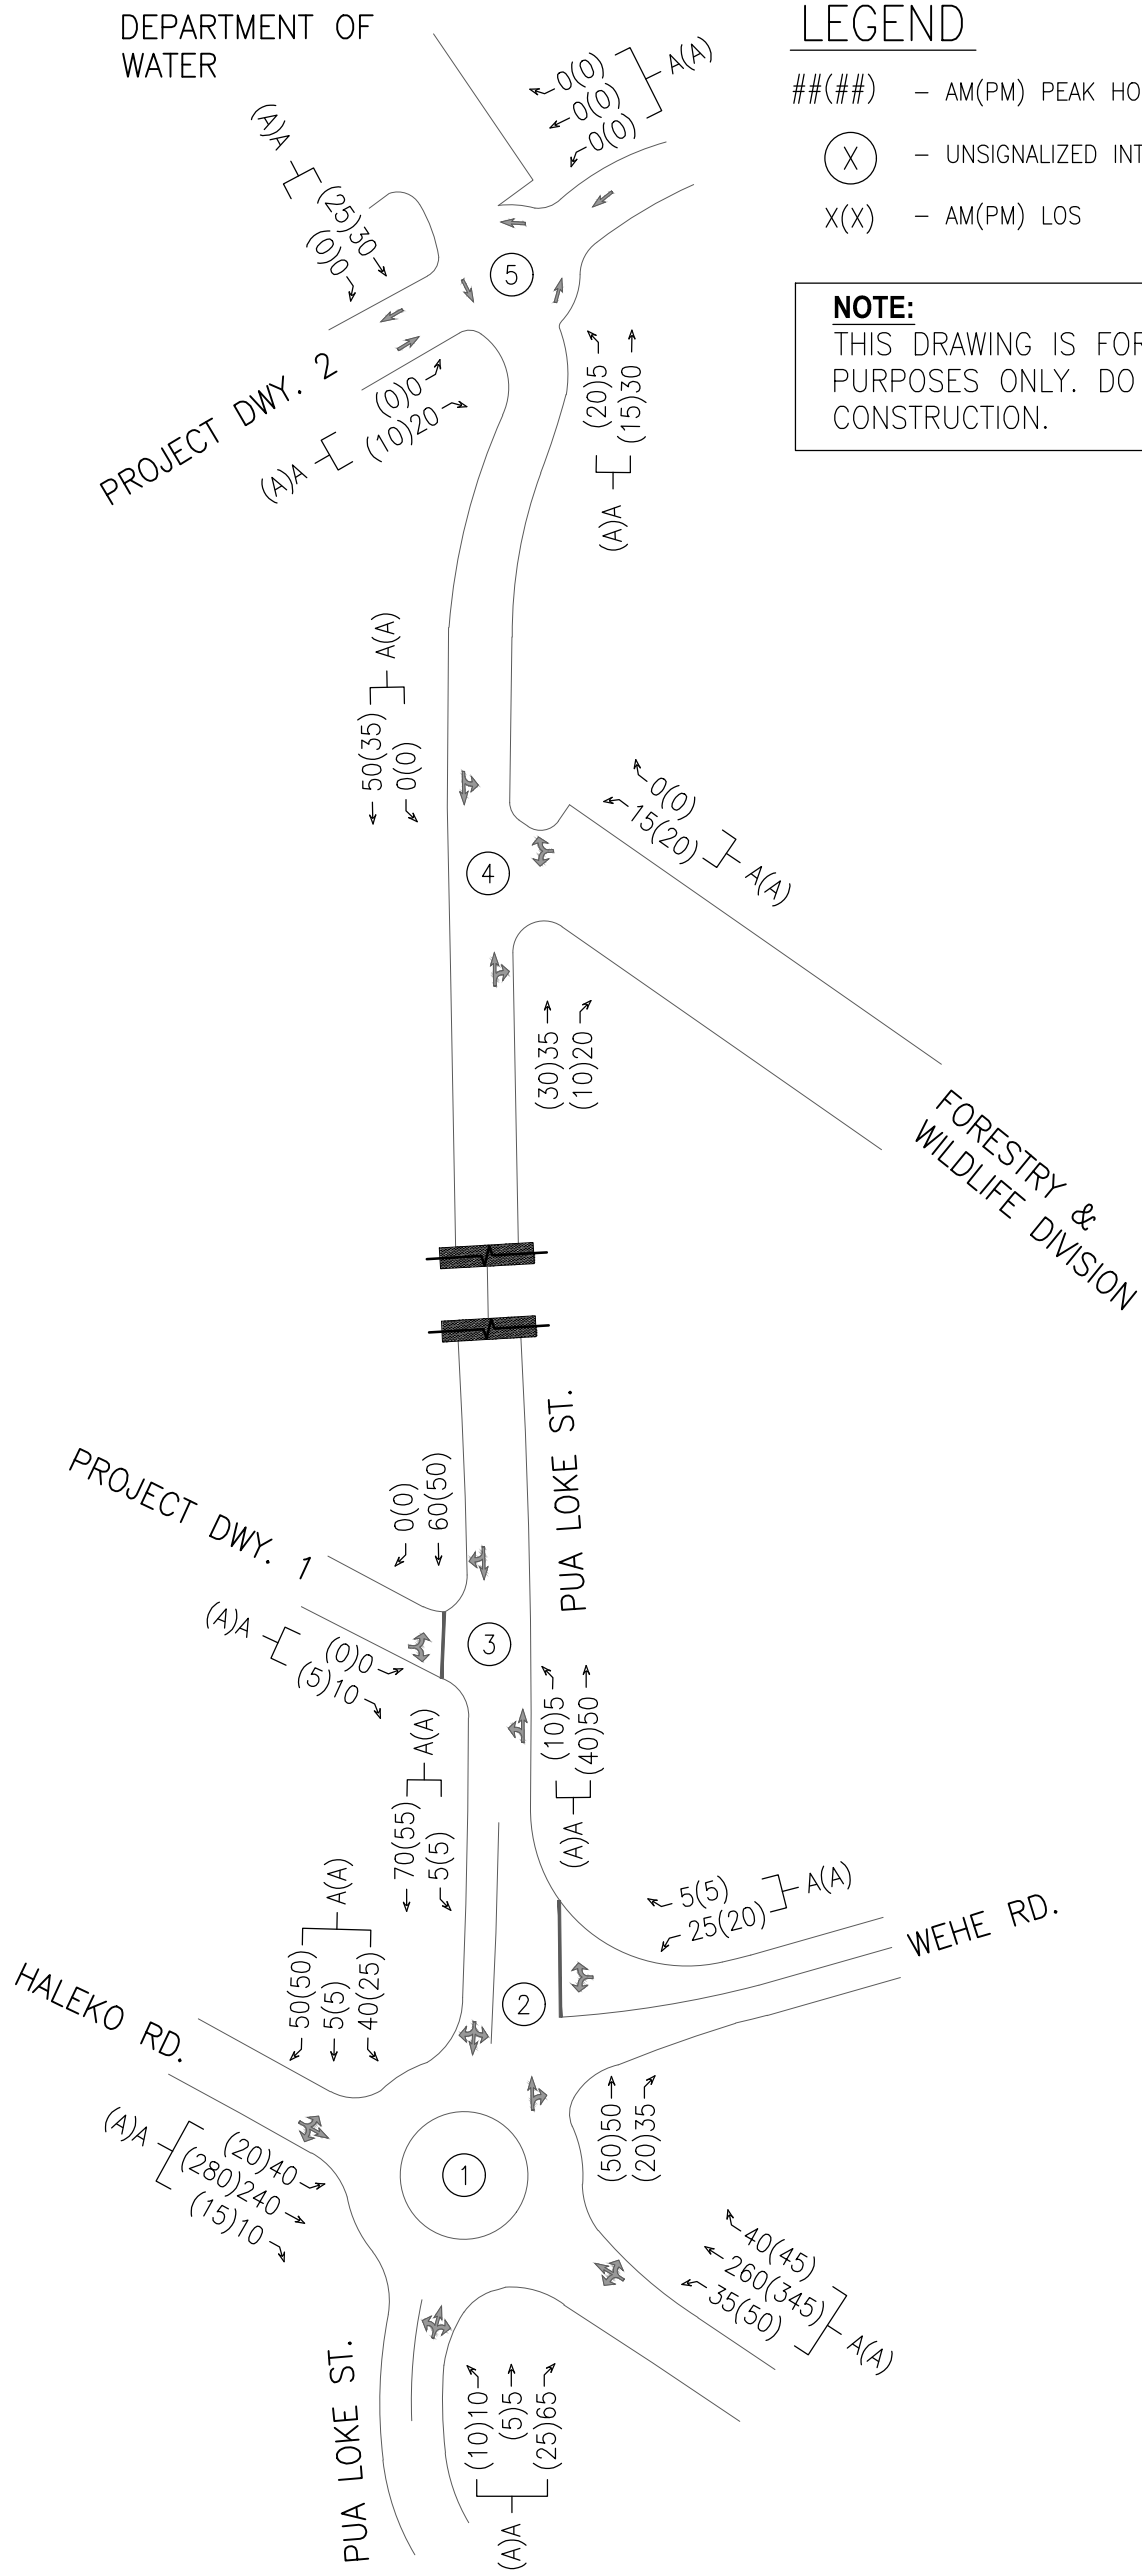 DEPARTMENT OF
WATER
LEGEND
##(##) - AM(PM) PEAK HO
X - UNSIGNALIZED INT
X(X) - AM(PM) LOS
NOTE:
THIS DRAWING IS FOR
PURPOSES ONLY. DO
CONSTRUCTION.
0(0)
0(0)
0(0)
A(A)
(A)A
(25)30
(0)0
5
PROJECT DWY. 2
(0)0
(10)20
(A)A
(20)5
(15)30
(A)A
A(A)
50(35)
0(0)
0(0)
15(20)
A(A)
4
(30)35
(10)20
FORESTRY &
WILDLIFE DIVISION
PUA LOKE ST.
PROJECT DWY. 1
0(0)
60(50)
(A)A
(0)0
(5)10
3
(10)5
(40)50
(A)A
A(A)
70(55)
5(5)
5(5)
25(20)
A(A)
WEHE RD.
HALEKO RD.
A(A)
50(50)
5(5)
40(25)
2
(A)A
(20)40
(280)240
(15)10
1
(50)50
(20)35
40(45)
260(345)
35(50)
A(A)
PUA LOKE ST.
(10)10
(5)5
(25)65
(A)A